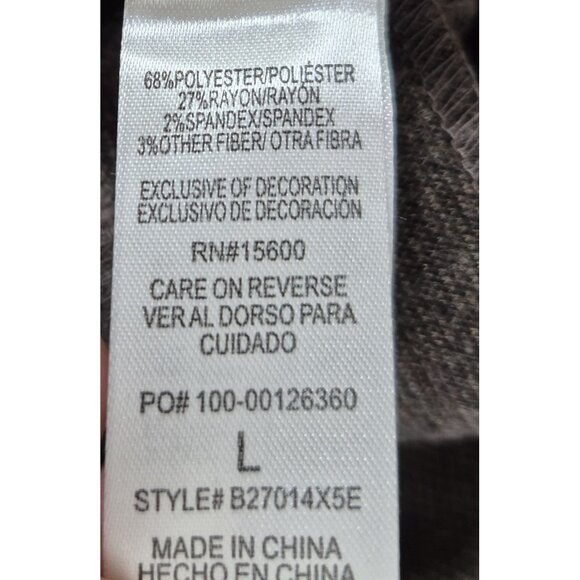 68%POLYESTER/POLIÉSTER
27%RAYON/RAYÓN
2%SPANDEX/SPANDEX
3%OTHER FIBER/ OTRA FIBRA
EXCLUSIVE OF DECORATION
EXCLUSIVO DE DECORACIÓN
RN#15600
CARE ON REVERSE
VER AL DORSO PARA
CUIDADO
PO# 100-00126360
L
STYLE# B27014X5E
MADE IN CHINA
HECHO EN CHINA